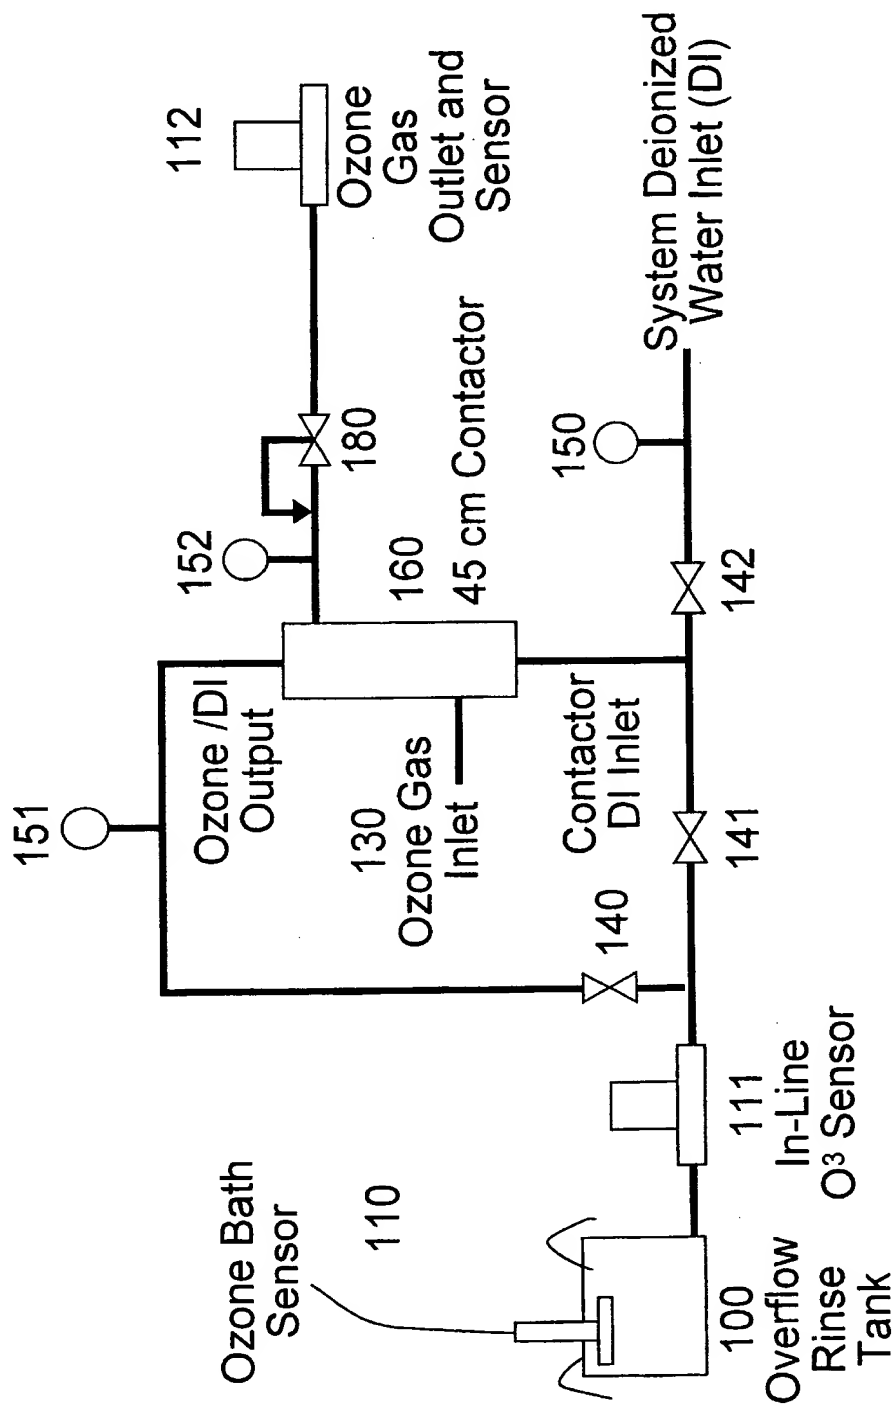 112
Ozone
Gas
Outlet and
Sensor
152
180
151
Ozone /DI
Output
160
45 cm Contactor
130
Ozone Gas
Inlet
System Deionized
Water Inlet (DI)
150
Contactor
DI Inlet
142
140
141
Ozone Bath
Sensor
110
111
In-Line
O³ Sensor
100
Overflow
Rinse
Tank